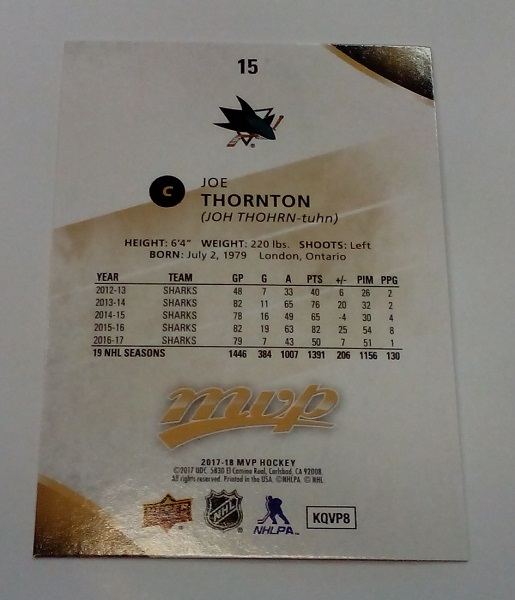 15
C
JOE
THORNTON
(JOH THOHRN-tuhn)
HEIGHT: 6'4" WEIGHT: 220 lbs. SHOOTS: Left
BORN: July 2, 1979 London, Ontario
YEAR TEAM GP G A PTS +/- PIM PPG
2012-13 SHARKS 48 7 33 40 6 26 2
2013-14 SHARKS 82 11 65 76 20 32 2
2014-15 SHARKS 78 16 49 65 -4 30 4
2015-16 SHARKS 82 19 63 82 25 54 8
2016-17 SHARKS 79 7 43 50 7 51 1
19 NHL SEASONS 1446 384 1007 1391 206 1156 130
mvp
2017-18 MVP HOCKEY
©2017 UDC. 5830 El Camino Real, Carlsbad, CA 92008.
All rights reserved. Printed in the USA. ©NHLPA. © NHL
UPPER DECK NHL NHLPA KQVP8